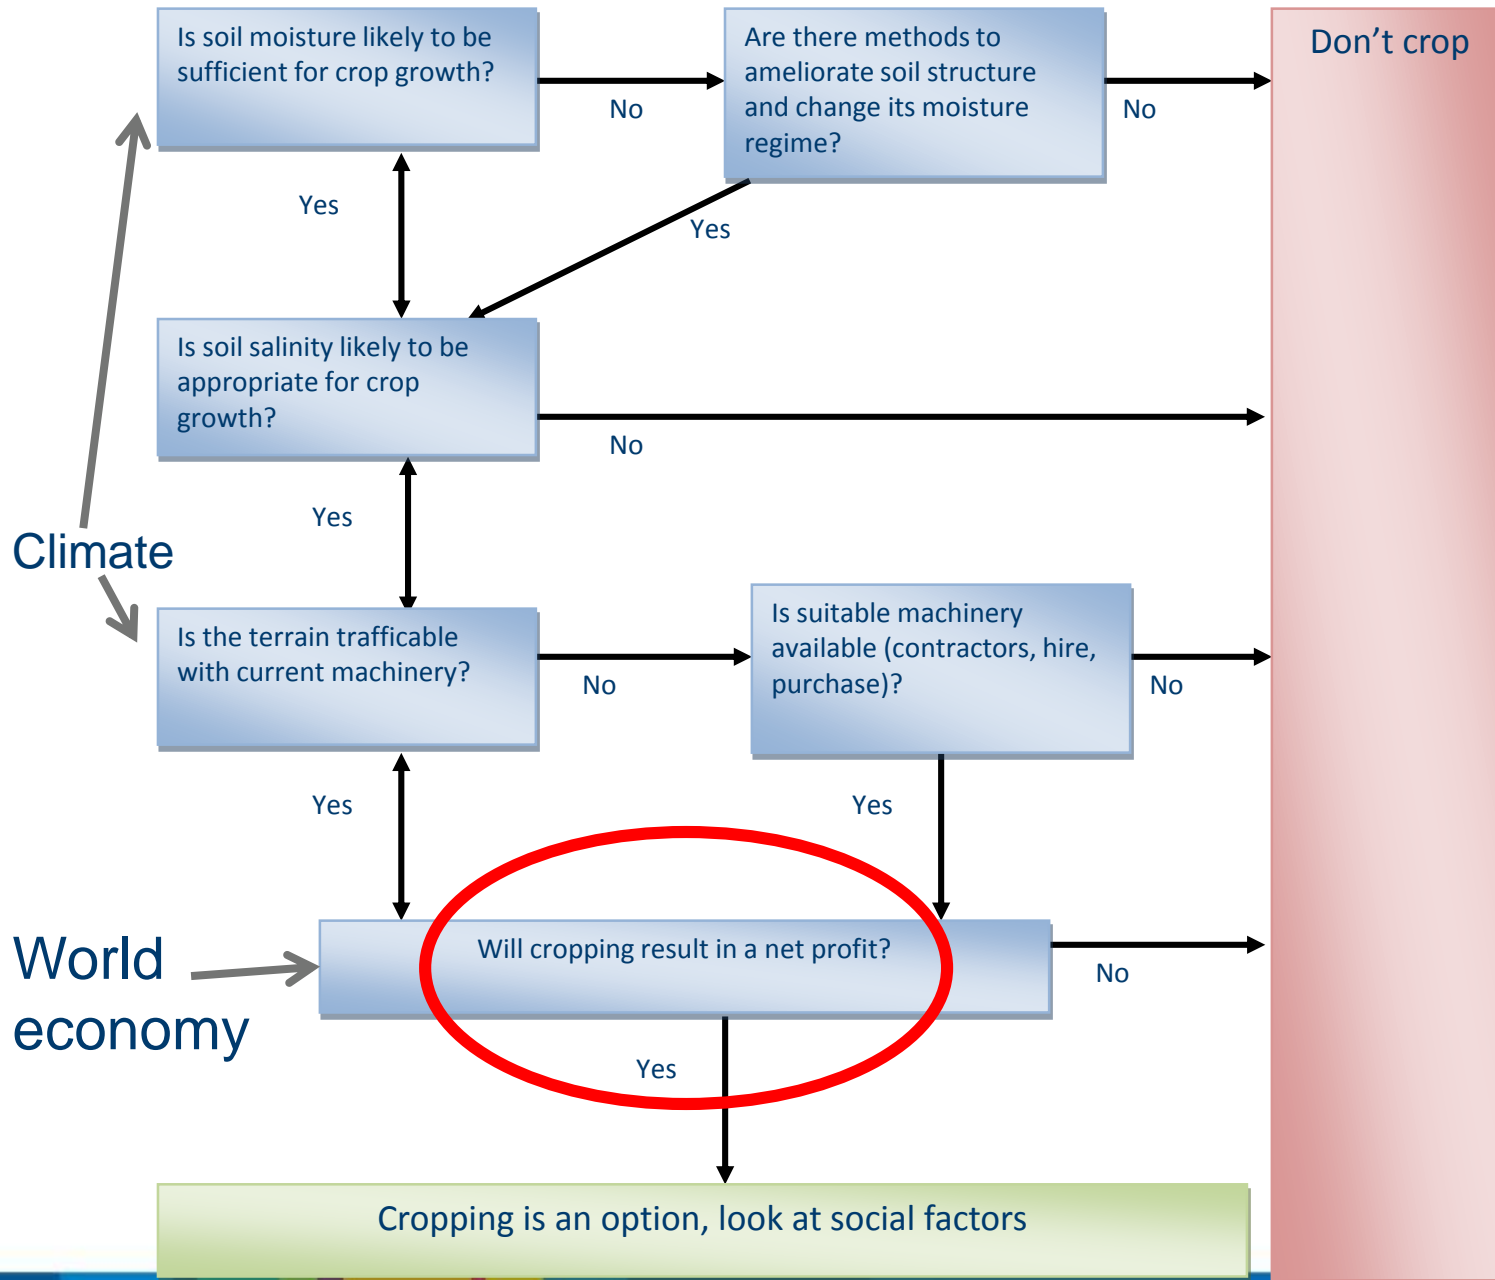 Is soil moisture likely to be
sufficient for crop growth?
Are there methods to
ameliorate soil structure
and change its moisture
regime?
Don’t crop
No
No
Yes
Yes
Is soil salinity likely to be
appropriate for crop
growth?
No
Yes
Climate
Is the terrain trafficable
with current machinery?
Is suitable machinery
available (contractors, hire,
purchase)?
No
No
Yes
Yes
World
economy
Will cropping result in a net profit?
No
Yes
Cropping is an option, look at social factors